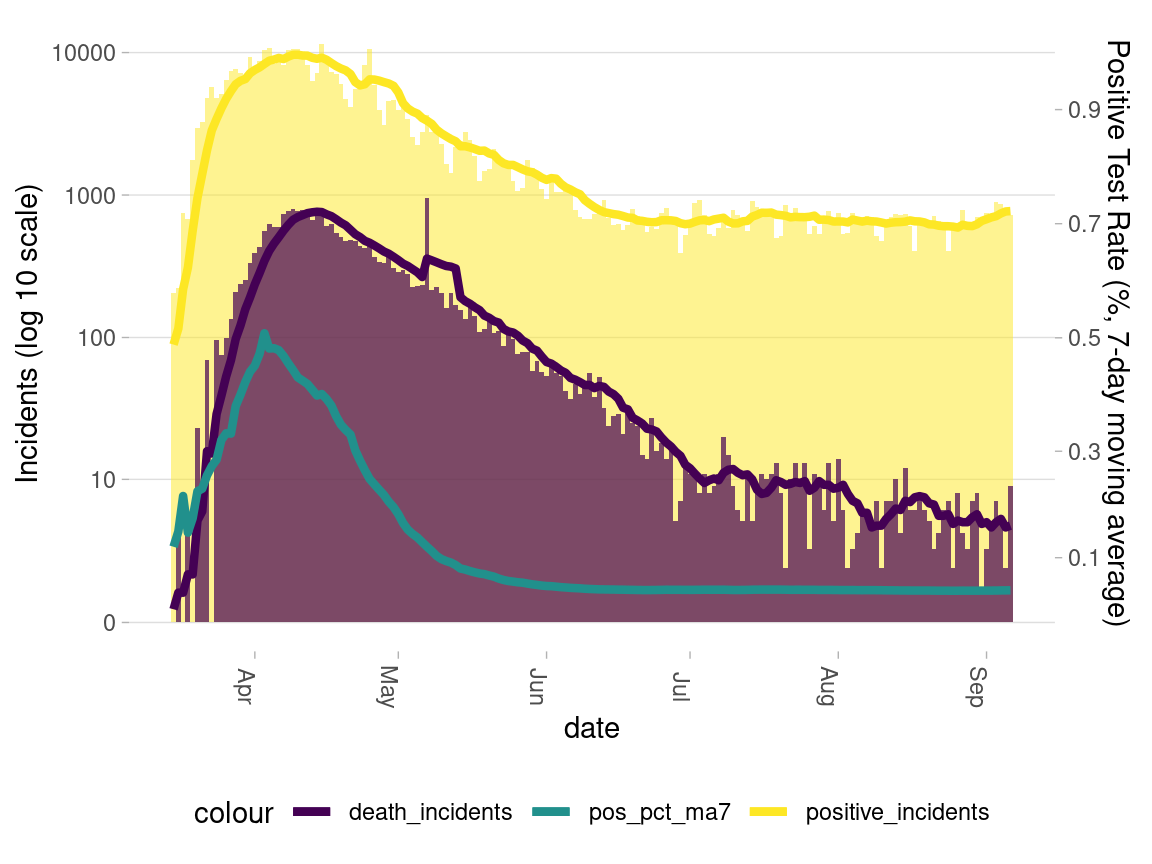 10000
1000
100
10
0
Incidents (log 10 scale)
0.9
0.7
0.5
0.3
0.1
Positive Test Rate (%, 7-day moving average)
Apr
May
Jun
Jul
Aug
Sep
date
colour death_incidents pos_pct_ma7 positive_incidents